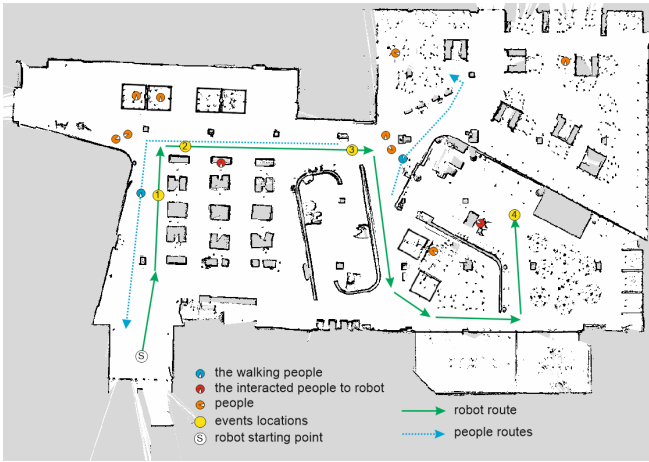 2
3
1
4
S
the walking people
the interacted people to robot
people
events locations
S robot starting point
robot route
people routes